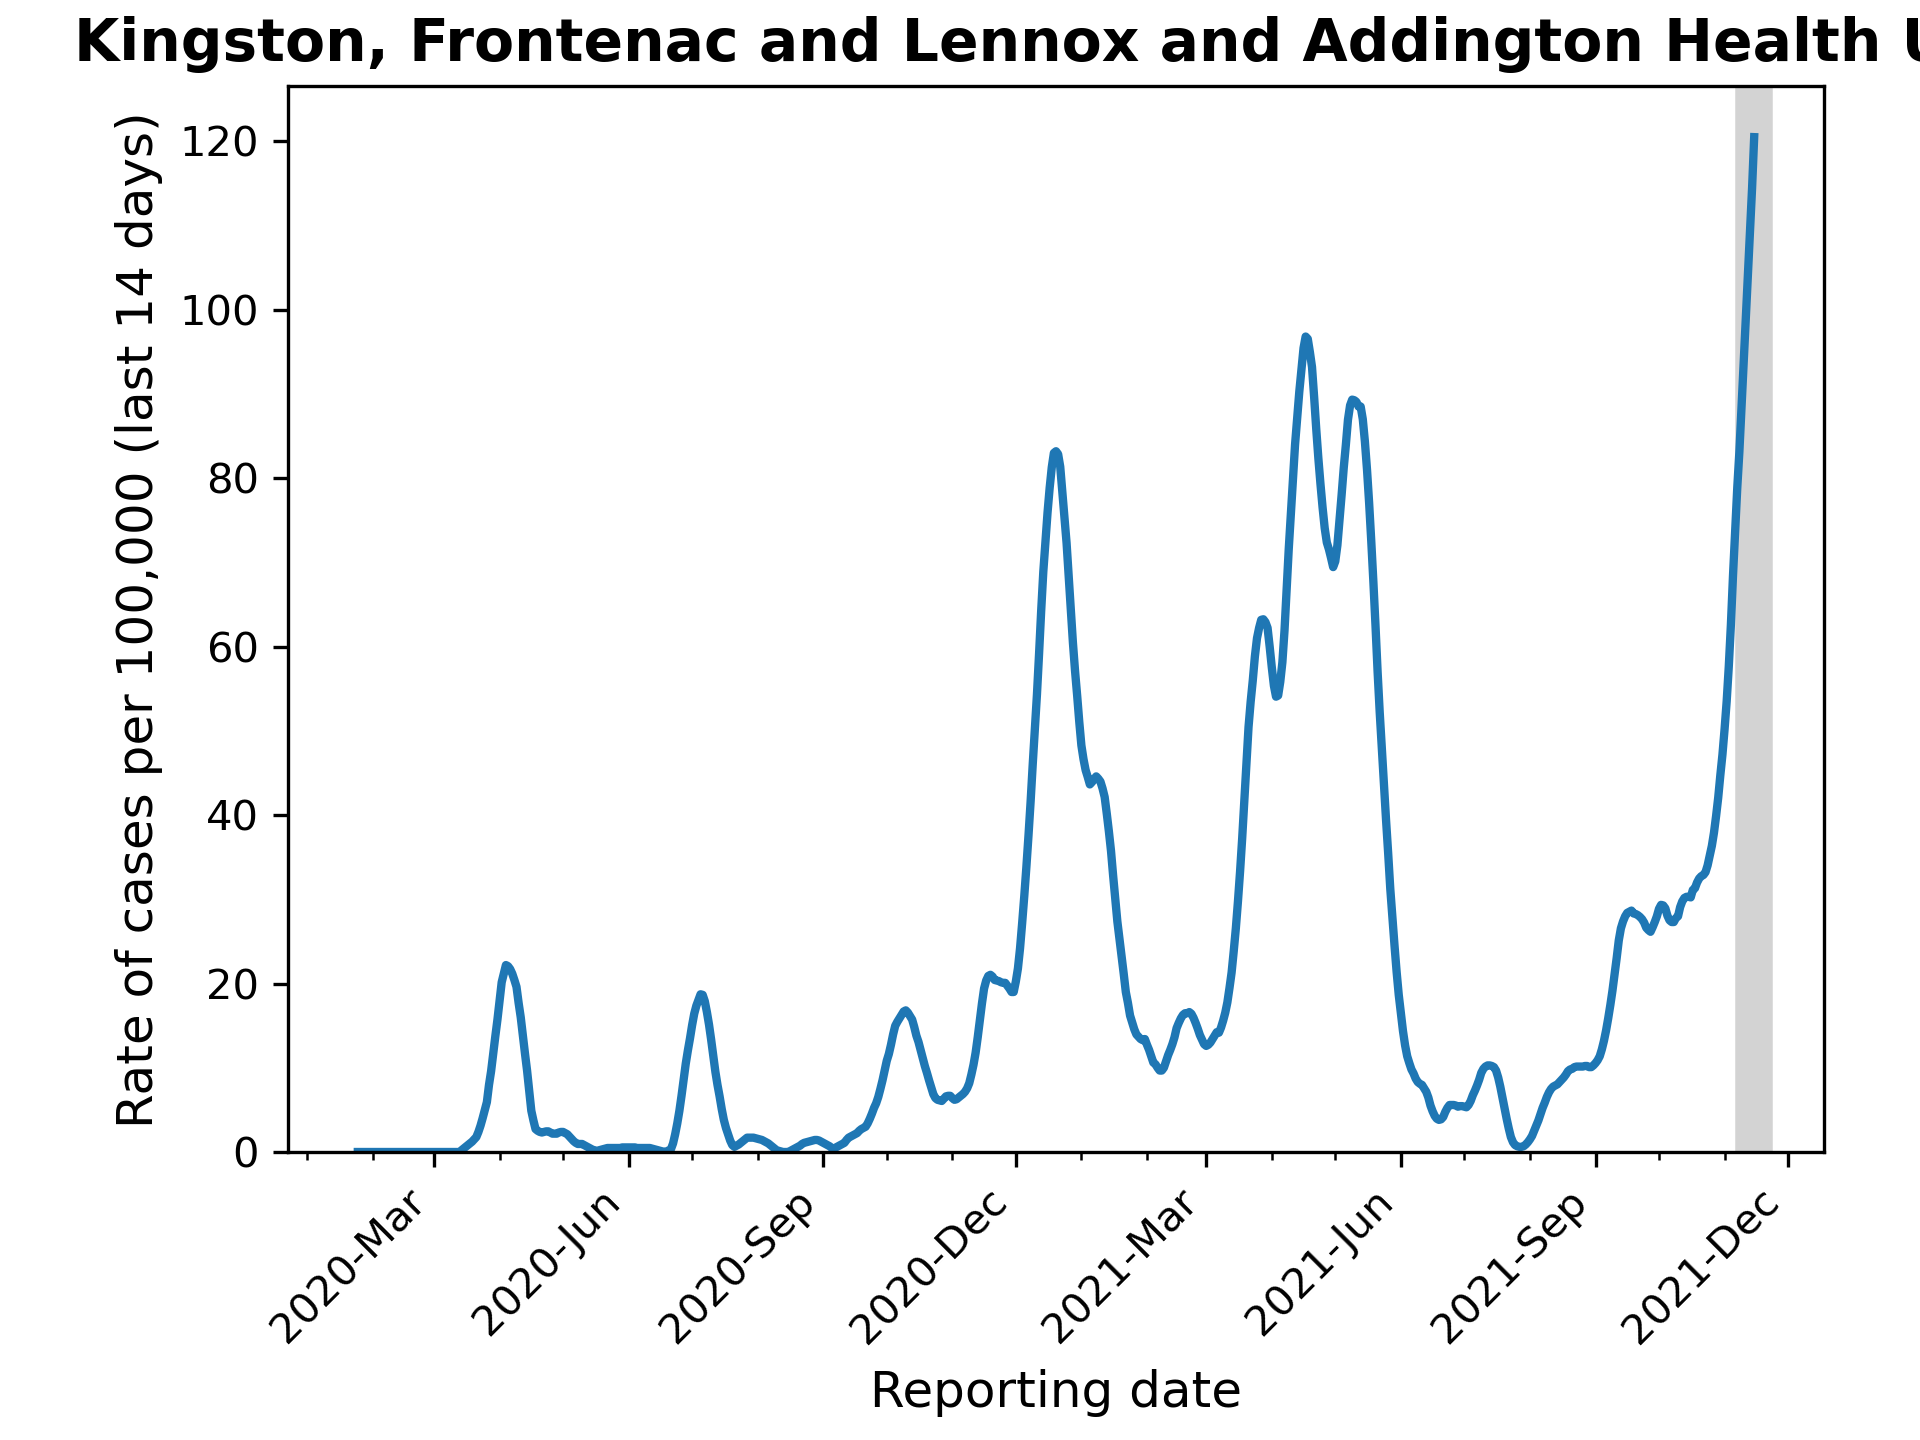 Kingston, Frontenac and Lennox and Addington Health
Rate of cases per 100,000 (last 14 days)
120
100
80
60
40
20
0
2020-Mar
2020-Jun
2020-Sep
2020-Dec
2021-Mar
2021-Jun
2021-Sep
2021-Dec
Reporting date